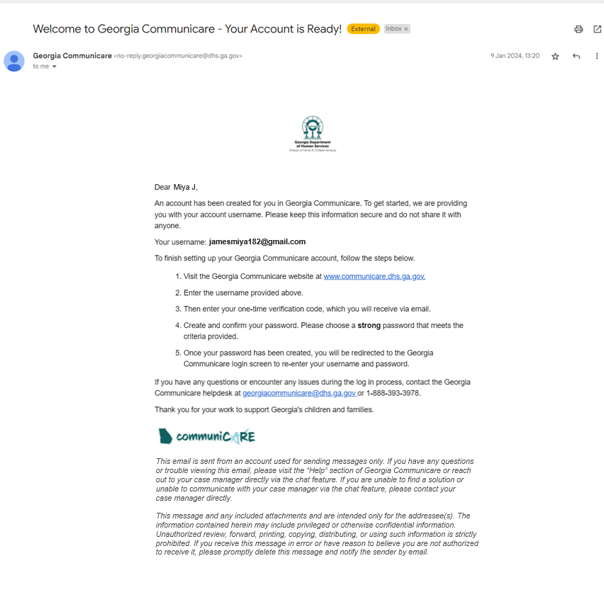 Welcome to Georgia Communicare - Your Account is Ready! External Inbox ×
Georgia Communicare <no-reply.georgiacommunicare@dhs.ga.gov> 9 Jan 2024, 13:20
to me
Georgia Department
of Human Services
Division of Family & Children Services
Dear Miya J,
An account has been created for you in Georgia Communicare. To get started, we are providing
you with your account username. Please keep this information secure and do not share it with
anyone.
Your username: jamesmiya182@gmail.com
To finish setting up your Georgia Communicare account, follow the steps below.
1. Visit the Georgia Communicare website at www.communicare.dhs.ga.gov.
2. Enter the username provided above.
3. Then enter your one-time verification code, which you will receive via email.
4. Create and confirm your password. Please choose a strong password that meets the
criteria provided.
5. Once your password has been created, you will be redirected to the Georgia
Communicare login screen to re-enter your username and password.
If you have any questions or encounter any issues during the log in process, contact the Georgia
Communicare helpdesk at georgiacommunicare@dhs.ga.gov or 1-888-393-3978.
Thank you for your work to support Georgia's children and families.
communiCARE
This email is sent from an account used for sending messages only. If you have any questions
or trouble viewing this email, please visit the "Help" section of Georgia Communicare or reach
out to your case manager directly via the chat feature. If you are unable to find a solution or
unable to communicate with your case manager via the chat feature, please contact your
case manager directly.
This message and any included attachments and are intended only for the addressee(s). The
information contained herein may include privileged or otherwise confidential information.
Unauthorized review, forward, printing, copying, distributing, or using such information is strictly
prohibited. If you receive this message in error or have reason to believe you are not authorized
to receive it, please promptly delete this message and notify the sender by email.